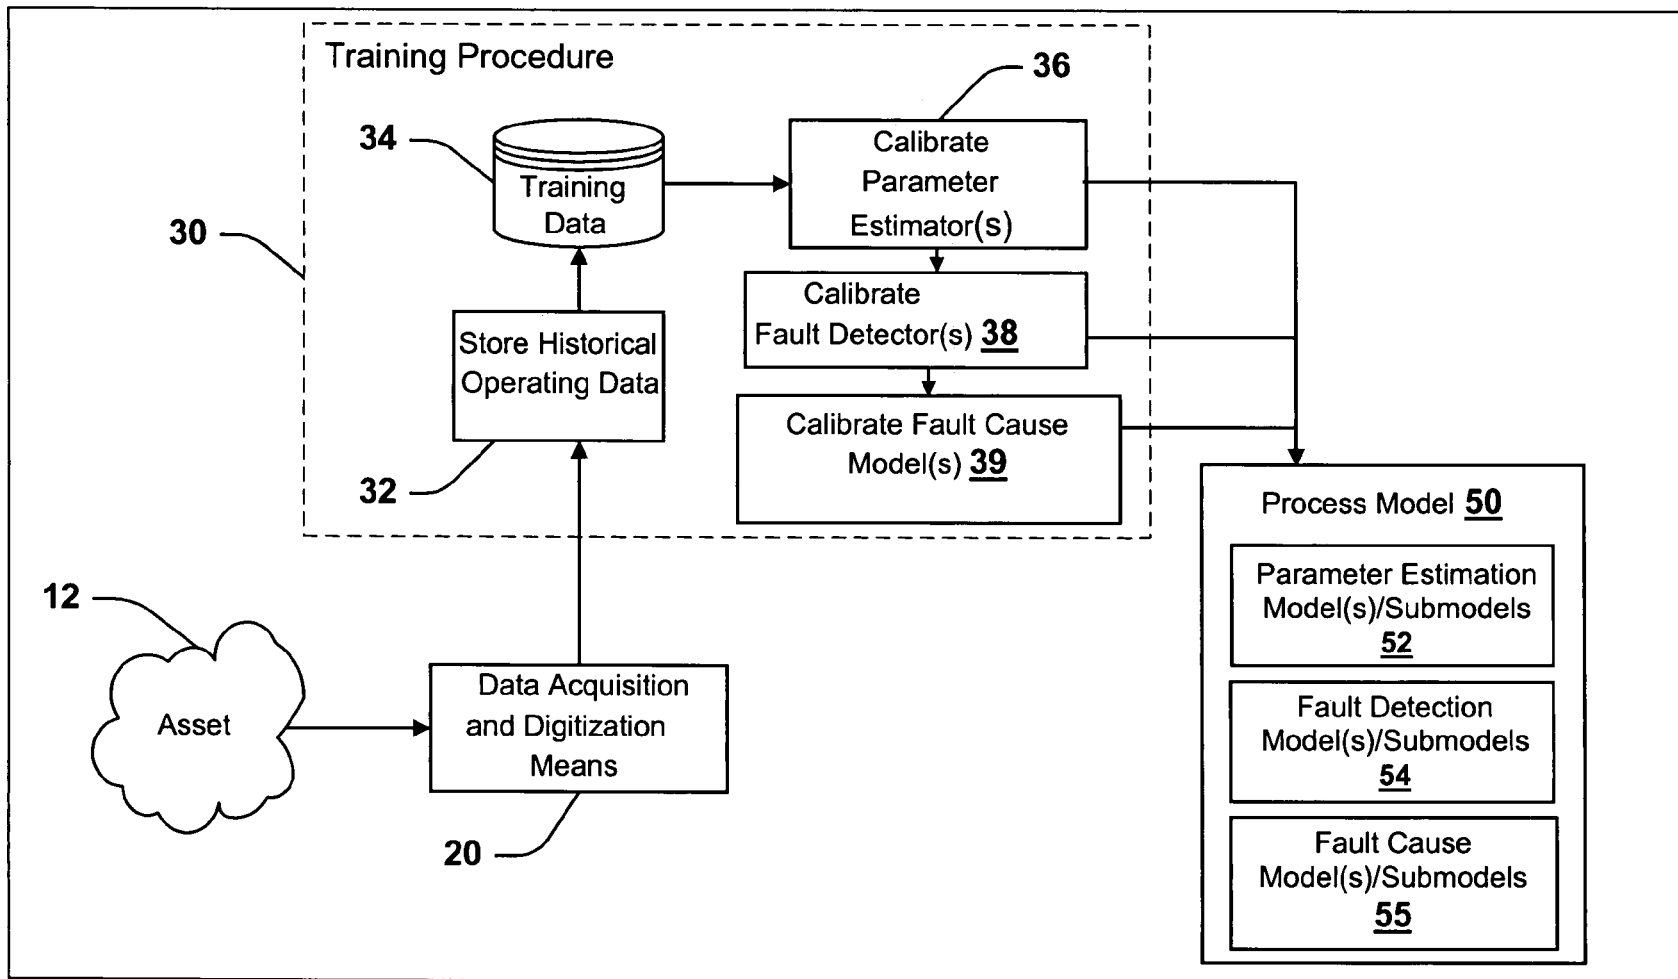 Training Procedure
36
34
Training
Data
Calibrate
Parameter
Estimator(s)
30
Calibrate
Fault Detector(s) 38
Store Historical
Operating Data
Calibrate Fault Cause
Model(s) 39
32
Process Model 50
Parameter Estimation
Model(s)/Submodels
52
12
Asset
Data Acquisition
and Digitization
Means
20
Fault Detection
Model(s)/Submodels
54
Fault Cause
Model(s)/Submodels
55